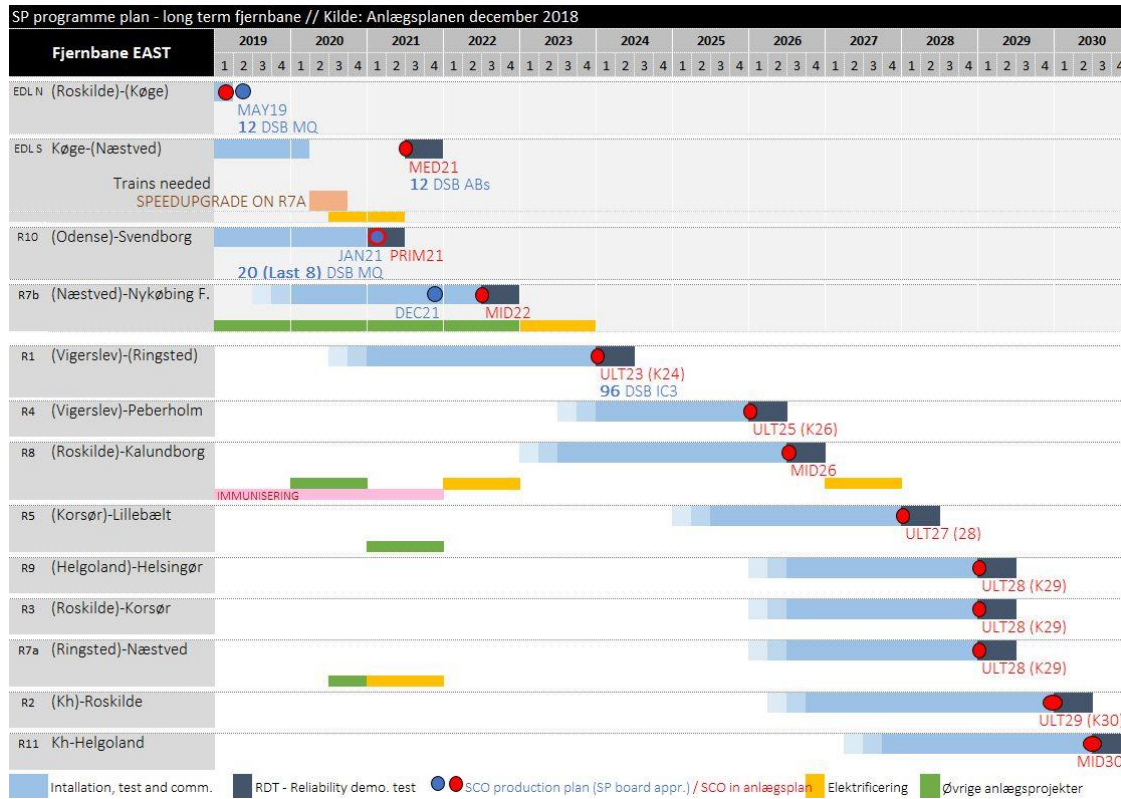 SP programme plan - long term fjernbane // Kilde: Anlægsplanen december 2018
Fjernbane EAST
2019 2020 2021 2022 2023 2024 2025 2026 2027 2028 2029 2030
1 2 3 4 1 2 3 4 1 2 3 4 1 2 3 4 1 2 3 4 1 2 3 4 1 2 3 4 1 2 3 4 1 2 3 4 1 2 3 4 1 2 3 4 1 2 3 4
EDL N (Roskilde)-(Køge)
MAY19
12 DSB MQ
EDL S Køge-(Næstved)
MED21
12 DSB ABs
Trains needed
SPEEDUPGRADE ON R7A
R10 (Odense)-Svendborg
JAN21 PRIM21
20 (Last 8) DSB MQ
R7b (Næstved)-Nykøbing F.
DEC21 MID22
R1 (Vigerslev)-(Ringsted)
ULT23 (K24)
96 DSB IC3
R4 (Vigerslev)-Peberholm
ULT25 (K26)
R8 (Roskilde)-Kalundborg
MID26
IMMUNISERING
R5 (Korsør)-Lillebælt
ULT27 (28)
R9 (Helgoland)-Helsingør
ULT28 (K29)
R3 (Roskilde)-Korsør
ULT28 (K29)
R7a (Ringsted)-Næstved
ULT28 (K29)
R2 (Kh)-Roskilde
ULT29 (K30)
R11 Kh-Helgoland
MID30
Intallation, test and comm. RDT - Reliability demo. test SCO production plan (SP board appr.) / SCO in anlægsplan Elektrificering Øvrige anlægsprojekter